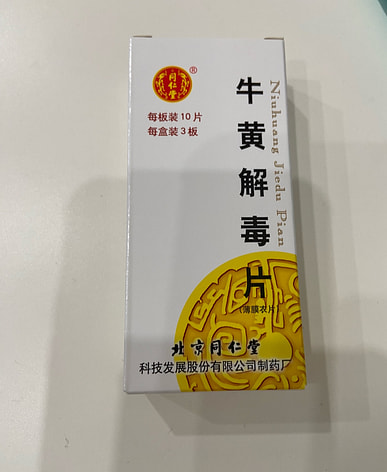 同仁堂
®
每板装10片
每盒装3板
牛黄解毒片
Niuhuang Jiedu Pian
(薄膜衣片)
北京同仁堂
科技发展股份有限公司制药厂